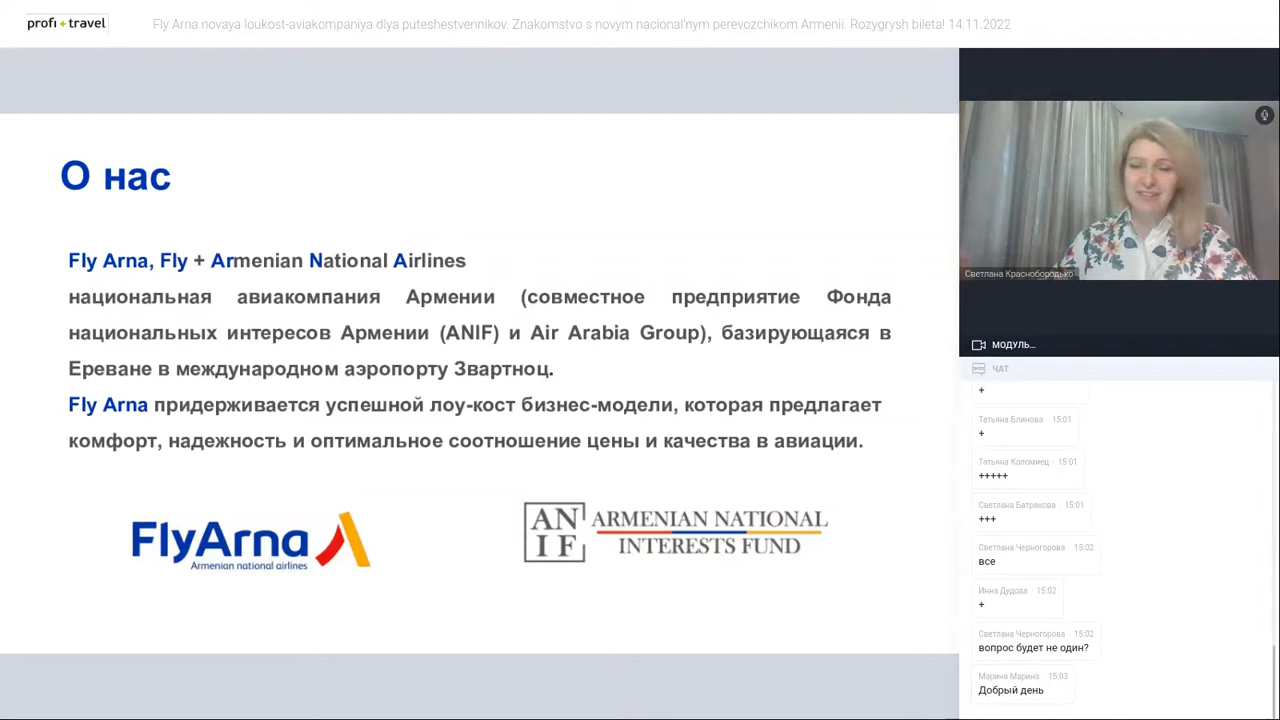 profi + travel
Fly Arna novaya loukost-aviakompaniya dlya puteshestvennikov. Znakomstvo s novym nacional'nym perevozchikom Armenii. Rozygrysh bileta! 14.11.2022
О нас
Fly Arna, Fly + Armenian National Airlines
национальная авиакомпания Армении (совместное предприятие Фонда
национальных интересов Армении (ANIF) и Air Arabia Group), базирующаяся в
Ереване в международном аэропорту Звартноц.
Fly Arna придерживается успешной лоу-кост бизнес-модели, которая предлагает
комфорт, надежность и оптимальное соотношение цены и качества в авиации.
FlyArna
Armenian national airlines
AN
IF
ARMENIAN NATIONAL
INTERESTS FUND
Светлана Краснобородько
МОДУЛЬ...
ЧАТ
+
Татьяна Блинова 15:01
+
Татьяна Коломиец 15:01
+++++
Светлана Батракова 15:01
+++
Светлана Черногорова 15:02
все
Инна Дудова 15:02
+
Светлана Черногорова 15:02
вопрос будет не один?
Марина Марина 15:03
Добрый день